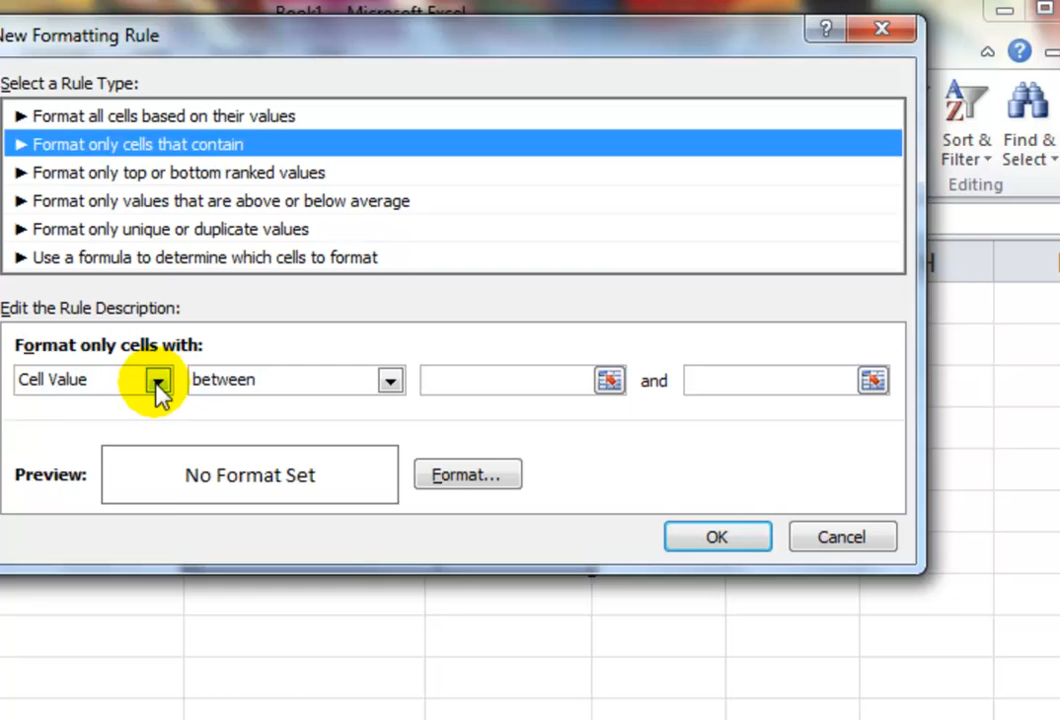 Book1 - Microsoft Excel
New Formatting Rule
?
Select a Rule Type:
► Format all cells based on their values
► Format only cells that contain
► Format only top or bottom ranked values
► Format only values that are above or below average
► Format only unique or duplicate values
► Use a formula to determine which cells to format
Edit the Rule Description:
Format only cells with:
Cell Value between and
Preview: No Format Set Format...
OK Cancel
?
A
Z
Sort & Filter
Find & Select
Editing
H